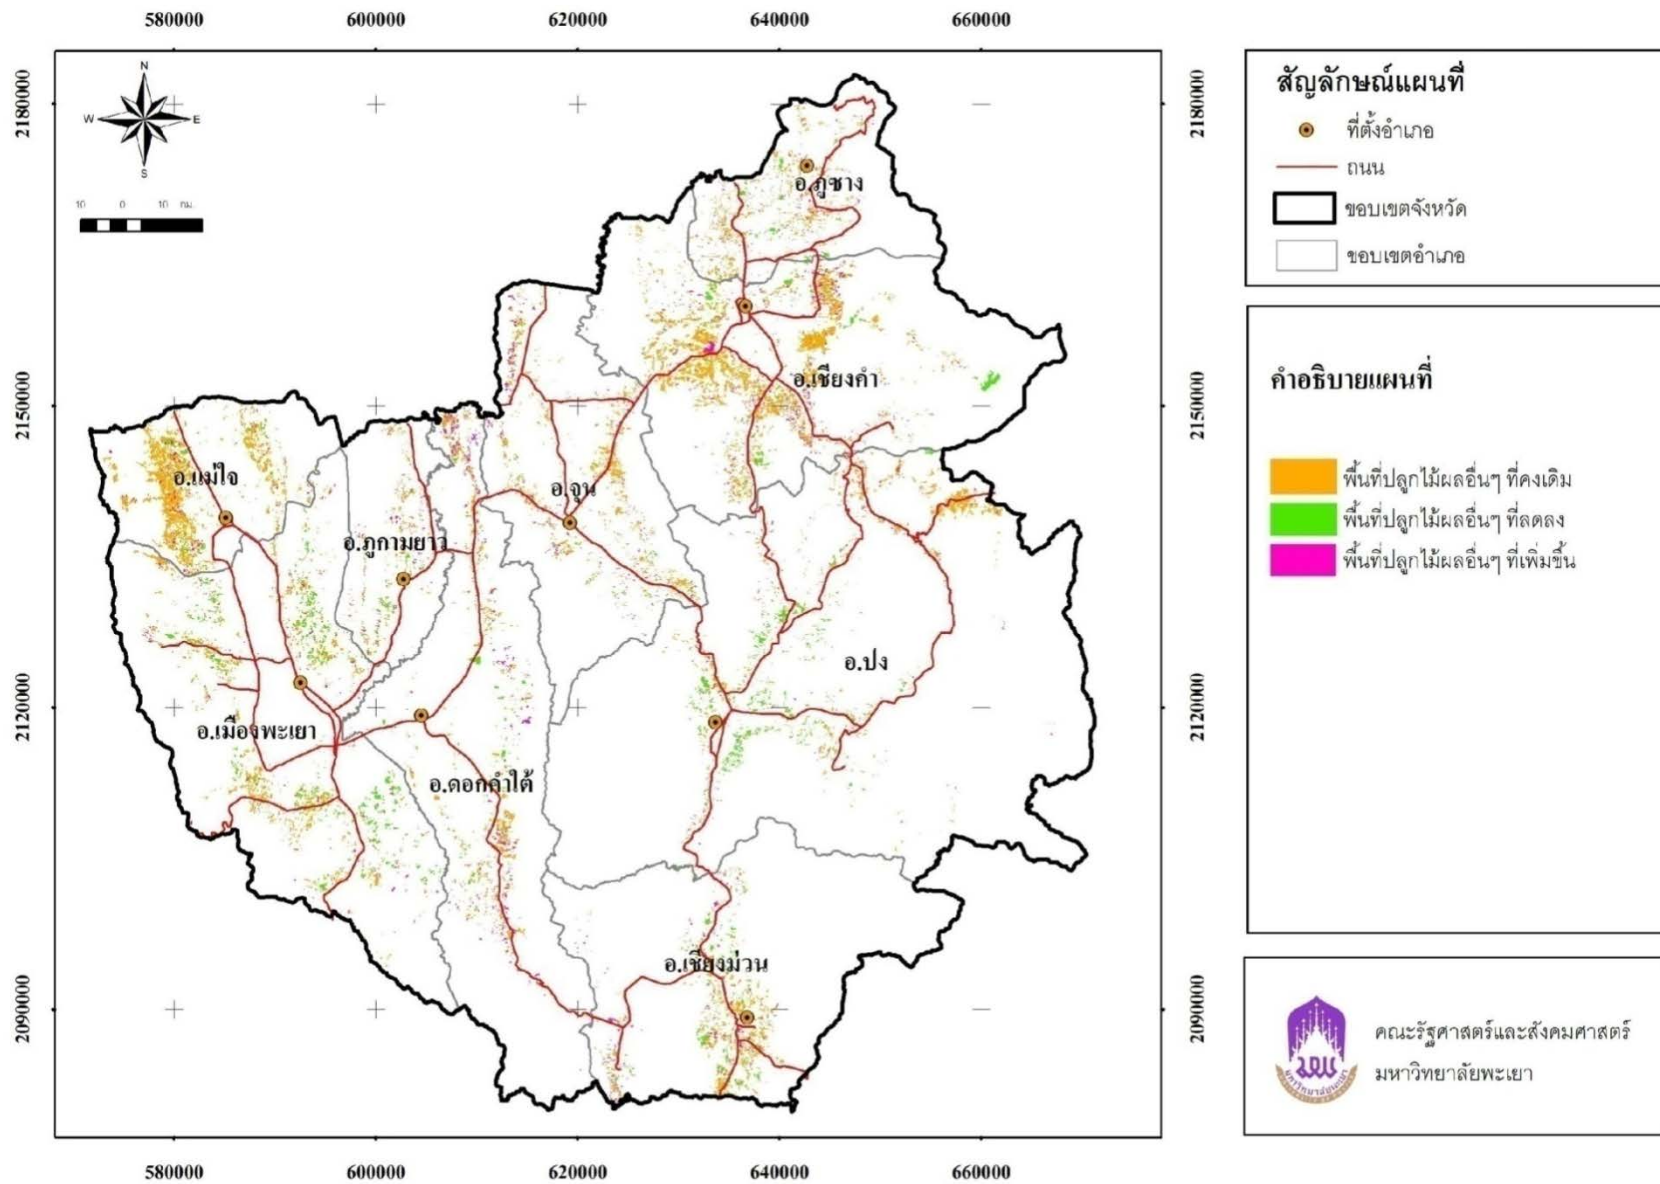 580000 600000 620000 640000 660000
N
W E
S
10 0 10 กม.
2180000
2150000
2120000
2090000
อ.ภูซาง
อ.เชียงคำ
อ.แม่ใจ
อ.จุน
อ.ภูกามยาว
อ.ปง
อ.เมืองพะเยา
อ.ดอกคำใต้
อ.เชียงม่วน
2180000
2150000
2120000
2090000
580000 600000 620000 640000 660000
สัญลักษณ์แผนที่
ที่ตั้งอำเภอ
ถนน
ขอบเขตจังหวัด
ขอบเขตอำเภอ
คำอธิบายแผนที่
พื้นที่ปลูกไม้ผลอื่นๆ ที่คงเดิม
พื้นที่ปลูกไม้ผลอื่นๆ ที่ลดลง
พื้นที่ปลูกไม้ผลอื่นๆ ที่เพิ่มขึ้น
คณะรัฐศาสตร์และสังคมศาสตร์
มหาวิทยาลัยพะเยา